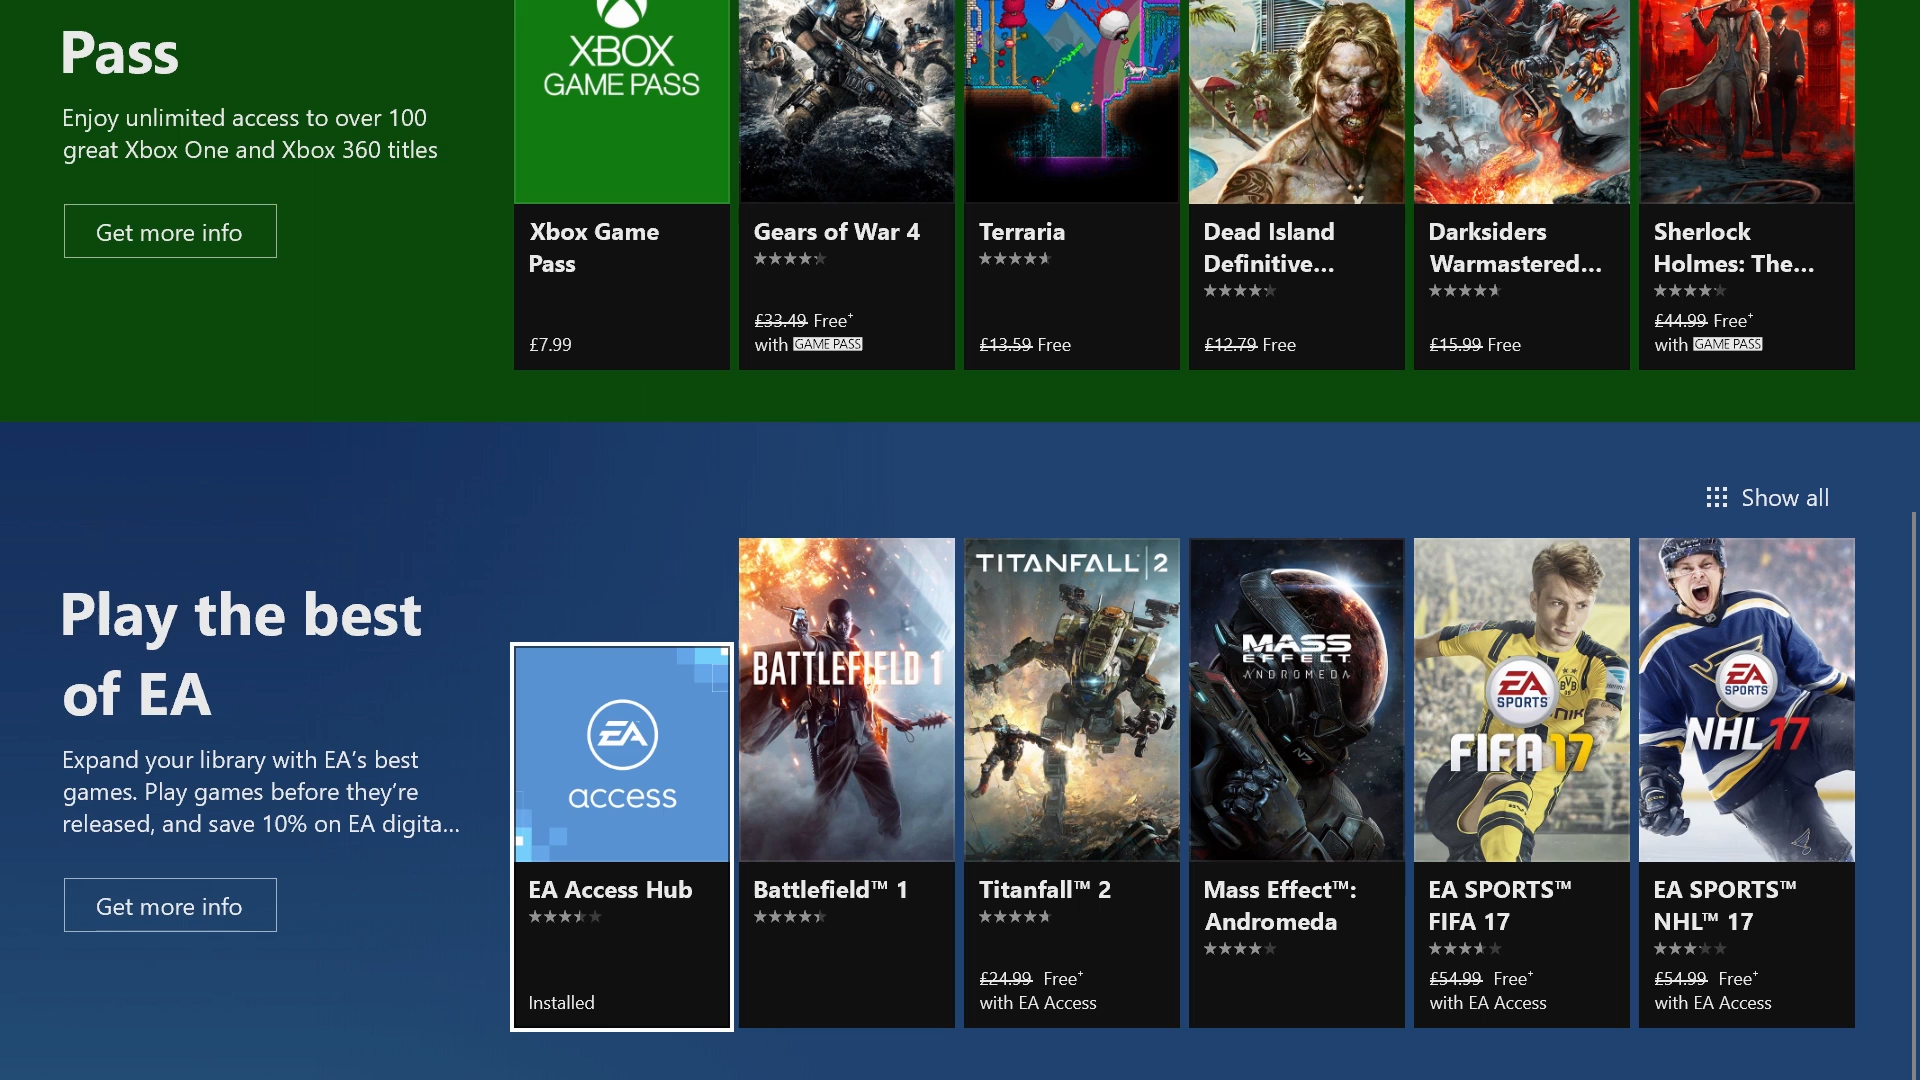 Pass
Enjoy unlimited access to over 100
great Xbox One and Xbox 360 titles
Get more info
XBOX
GAME PASS
Xbox Game
Pass
£7.99
Gears of War 4
£33.49 Free+
with GAME PASS
Terraria
£13.59 Free
Dead Island
Definitive...
£12.79 Free
Darksiders
Warmastered...
£15.99 Free
Sherlock
Holmes: The...
£44.99 Free+
with GAME PASS
Show all
Play the best
of EA
Expand your library with EA's best
games. Play games before they're
released, and save 10% on EA digita...
Get more info
EA
access
EA Access Hub
Installed
BATTLEFIELD 1
Battlefield™ 1
TITANFALL|2
Titanfall™ 2
£24.99 Free+
with EA Access
MASS
EFFECT
ANDROMEDA
N7
Mass Effect™:
Andromeda
BVB
09
EA
SPORTS
FIFA 17
EA SPORTS™
FIFA 17
£54.99 Free+
with EA Access
EA
SPORTS
NHL 17
EA SPORTS™
NHL™ 17
£54.99 Free+
with EA Access